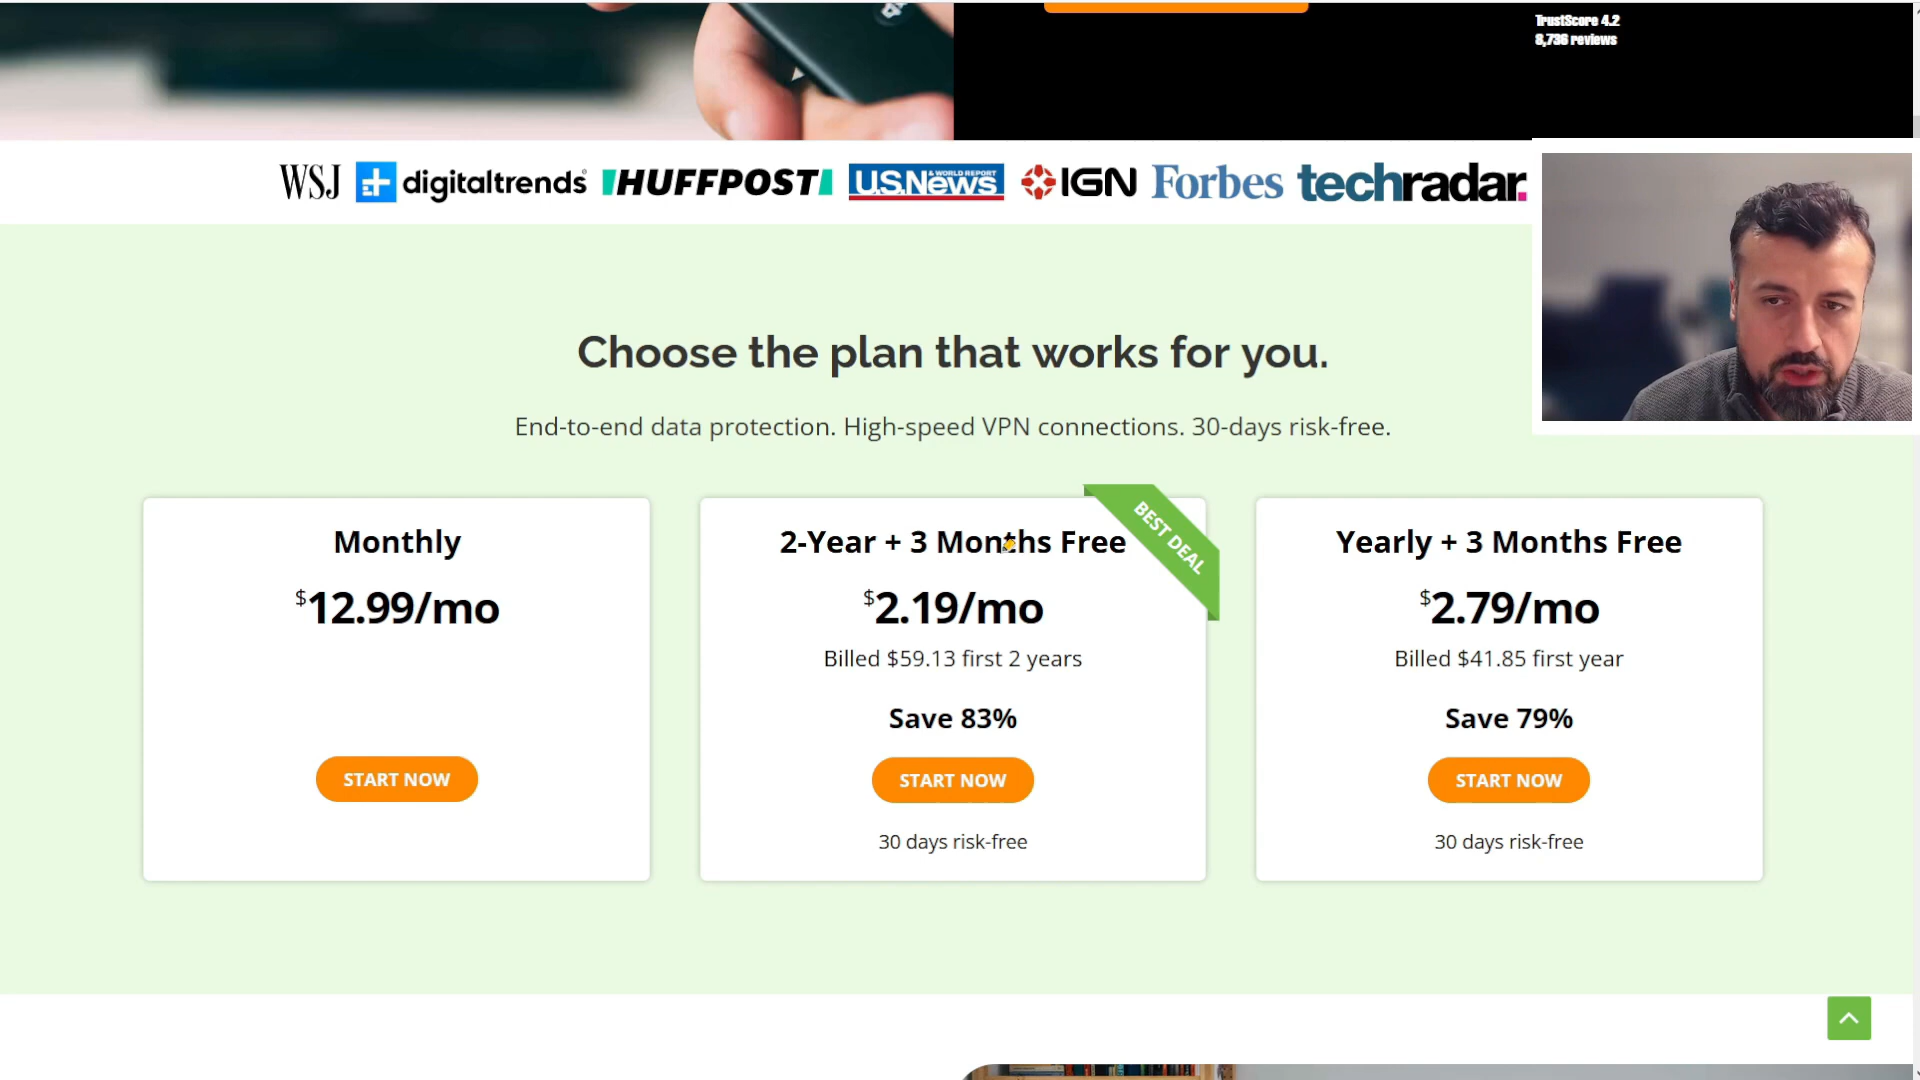 TrustScore 4.2
8,736 reviews
WSJ digitaltrends HUFFPOST U.S.News & WORLD REPORT IGN Forbes techradar.
Choose the plan that works for you.
End-to-end data protection. High-speed VPN connections. 30-days risk-free.
Monthly
$12.99/mo
START NOW
BEST DEAL
2-Year + 3 Months Free
$2.19/mo
Billed $59.13 first 2 years
Save 83%
START NOW
30 days risk-free
Yearly + 3 Months Free
$2.79/mo
Billed $41.85 first year
Save 79%
START NOW
30 days risk-free